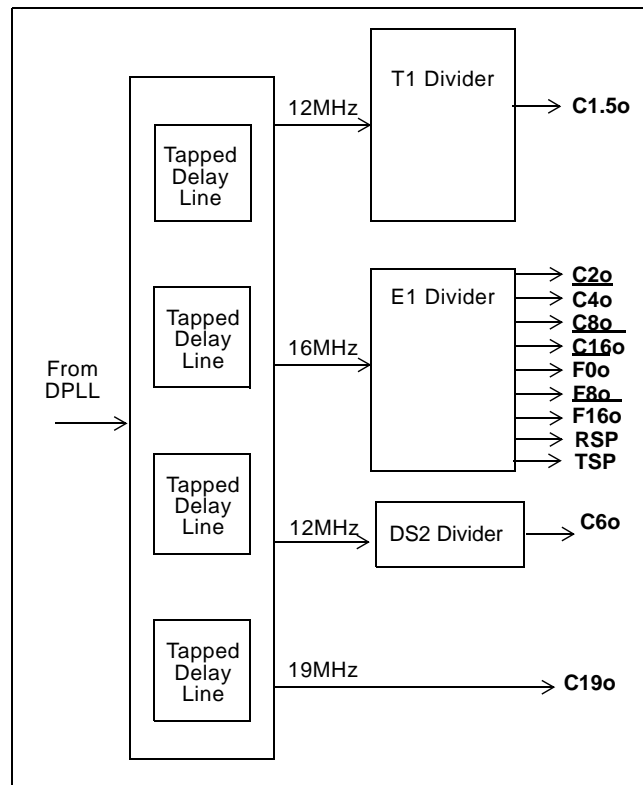 T1 Divider
12MHz
C1.5o
Tapped
Delay
Line
C2o
C4o
C8o
C16o
F0o
F8o
F16o
RSP
TSP
E1 Divider
Tapped
Delay
Line
16MHz
From
DPLL
Tapped
Delay
Line
12MHz
DS2 Divider
C6o
Tapped
Delay
Line
19MHz
C19o